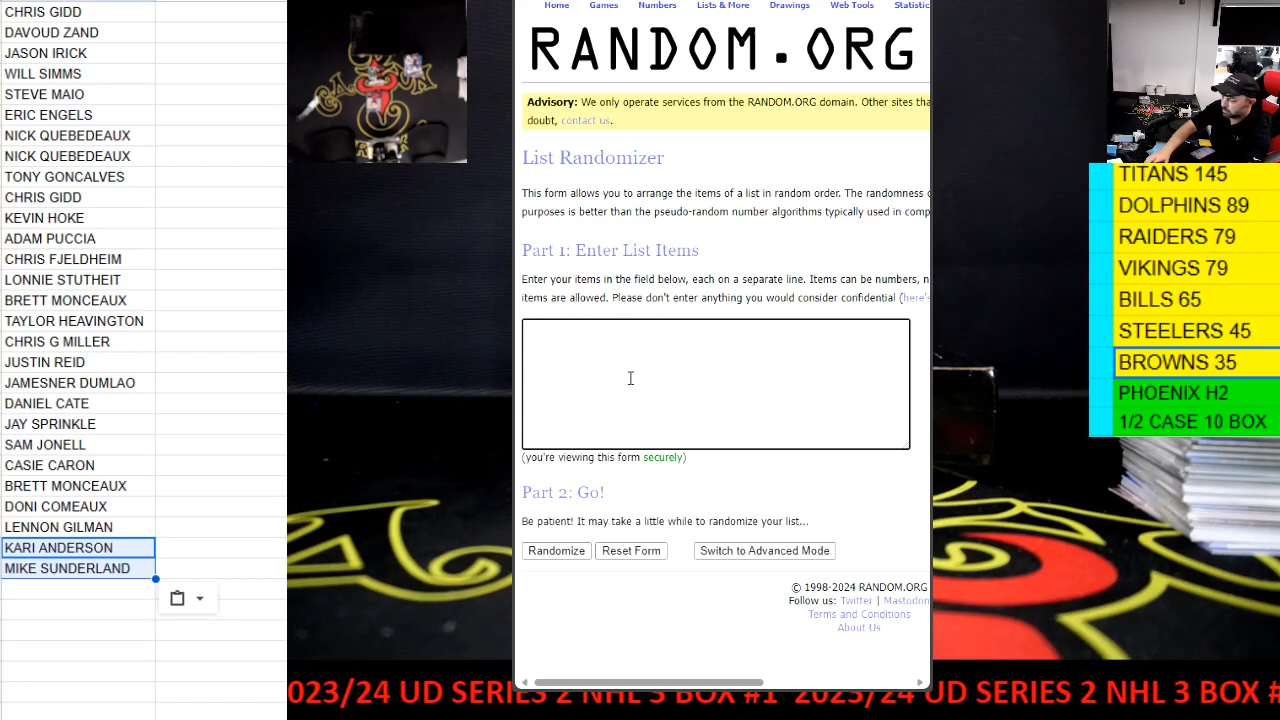 CHRIS GIDD
DAVOUD ZAND
JASON IRICK
WILL SIMMS
STEVE MAIO
ERIC ENGELS
NICK QUEBEDEAUX
NICK QUEBEDEAUX
TONY GONCALVES
CHRIS GIDD
KEVIN HOKE
ADAM PUCCIA
CHRIS FJELDHEIM
LONNIE STUTHEIT
BRETT MONCEAUX
TAYLOR HEAVINGTON
CHRIS G MILLER
JUSTIN REID
JAMESNER DUMLAO
DANIEL CATE
JAY SPRINKLE
SAM JONELL
CASIE CARON
BRETT MONCEAUX
DONI COMEAUX
LENNON GILMAN
KARI ANDERSON
MIKE SUNDERLAND
Home Games Numbers Lists & More Drawings Web Tools Statistic
RANDOM.ORG
Advisory: We only operate services from the RANDOM.ORG domain. Other sites tha
doubt, contact us.
List Randomizer
This form allows you to arrange the items of a list in random order. The randomness
purposes is better than the pseudo-random number algorithms typically used in comp
Part 1: Enter List Items
Enter your items in the field below, each on a separate line. Items can be numbers, n
items are allowed. Please don't enter anything you would consider confidential (here's
(you're viewing this form securely)
Part 2: Go!
Be patient! It may take a little while to randomize your list...
Randomize Reset Form Switch to Advanced Mode
© 1998-2024 RANDOM.ORG
Follow us: Twitter | Mastodon
Terms and Conditions
About Us
TITANS 145
DOLPHINS 89
RAIDERS 79
VIKINGS 79
BILLS 65
STEELERS 45
BROWNS 35
PHOENIX H2
1/2 CASE 10 BOX
023/24 UD SERIES 2 NHL 3 BOX #1 2023/24 UD SERIES 2 NHL 3 BOX #